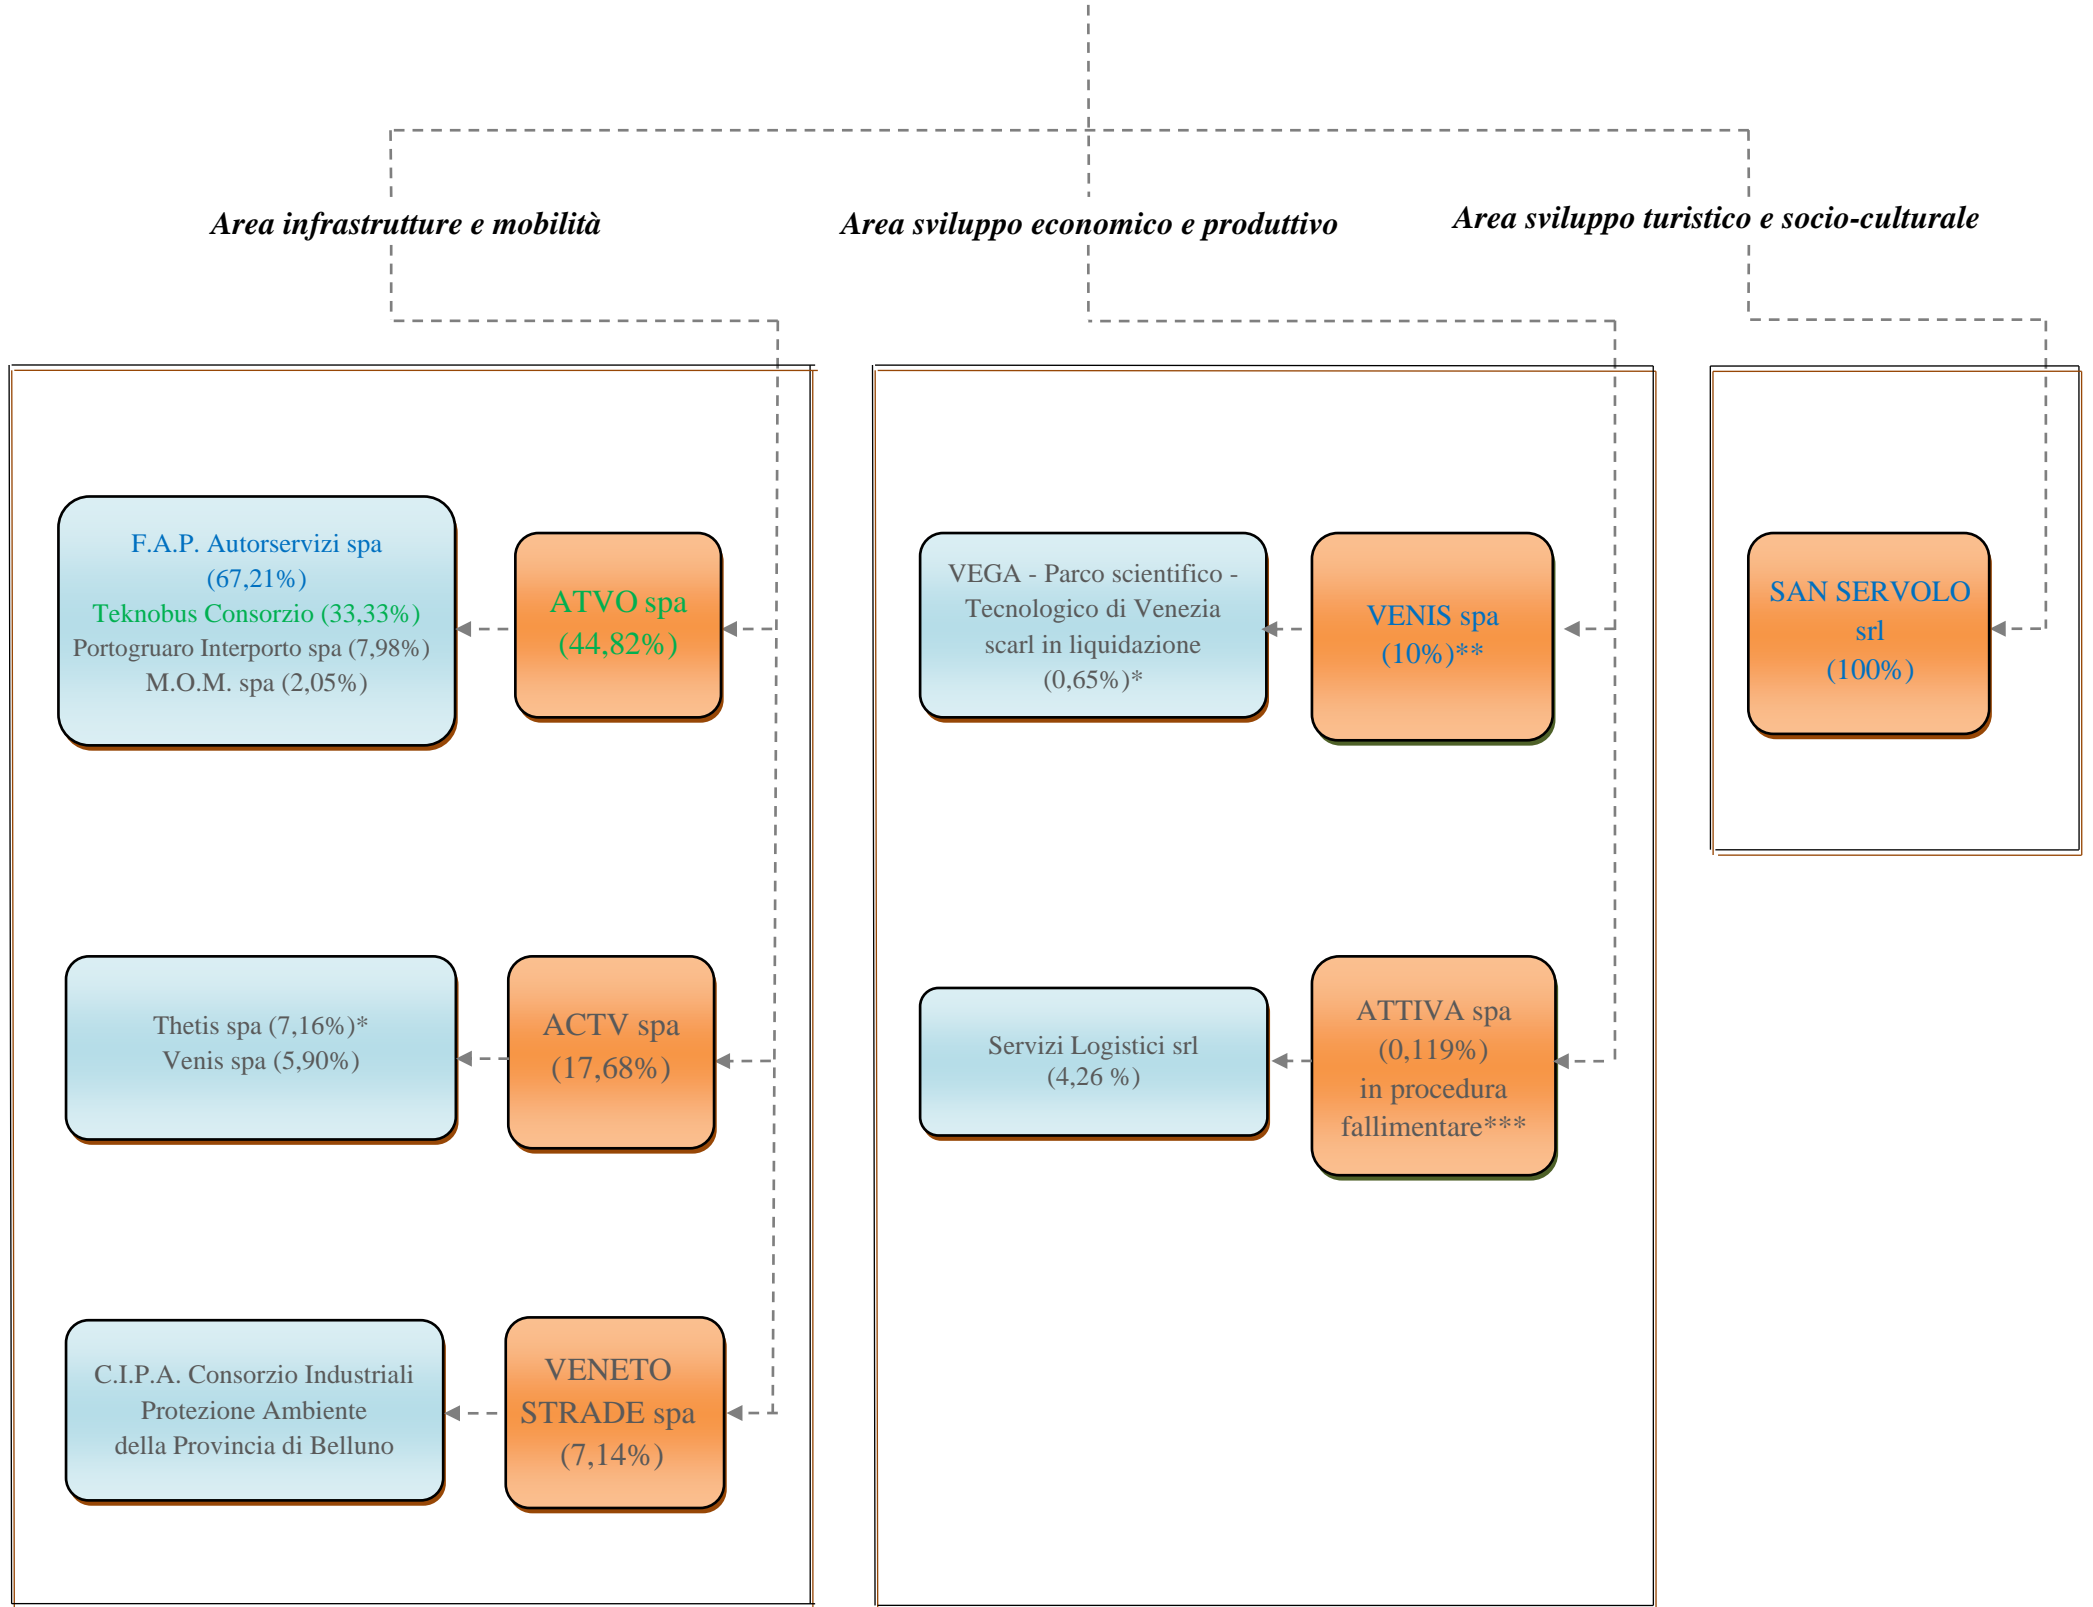 Area infrastrutture e mobilità
Area sviluppo economico e produttivo
Area sviluppo turistico e socio-culturale
F.A.P. Autorservizi spa
(67,21%)
Teknobus Consorzio (33,33%)
Portogruaro Interporto spa (7,98%)
M.O.M. spa (2,05%)
ATVO spa
(44,82%)
VEGA - Parco scientifico -
Tecnologico di Venezia
scarl in liquidazione
(0,65%)*
VENIS spa
(10%)**
SAN SERVOLO
srl
(100%)
Thetis spa (7,16%)*
Venis spa (5,90%)
ACTV spa
(17,68%)
Servizi Logistici srl
(4,26 %)
ATTIVA spa
(0,119%)
in procedura
fallimentare***
C.I.P.A. Consorzio Industriali
Protezione Ambiente
della Provincia di Belluno
VENETO
STRADE spa
(7,14%)